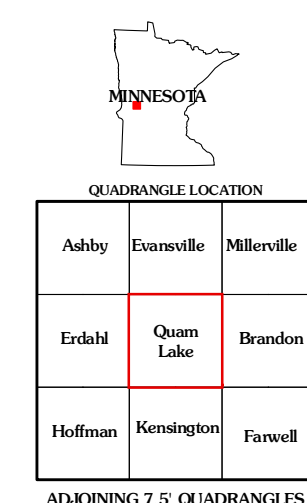 MINNESOTA
QUADRANGLE LOCATION
Ashby Evansville Millerville
Erdahl Quam Lake Brandon
Hoffman Kensington Farwell
ADJOINING 7.5' QUADRANGLES